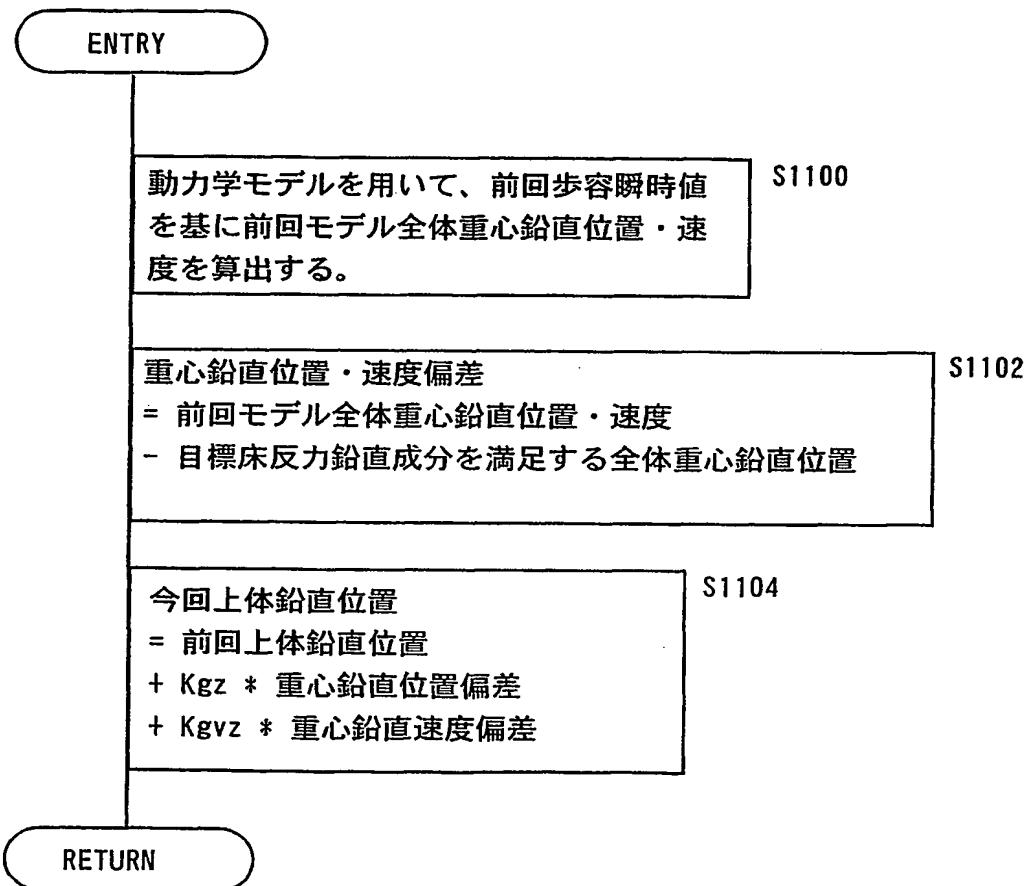 ENTRY
動力学モデルを用いて、前回歩容瞬時値
を基に前回モデル全体重心鉛直位置・速
度を算出する。
S1100
重心鉛直位置・速度偏差
= 前回モデル全体重心鉛直位置・速度
- 目標床反力鉛直成分を満足する全体重心鉛直位置
S1102
今回上体鉛直位置
= 前回上体鉛直位置
+ Kgz * 重心鉛直位置偏差
+ Kgvz * 重心鉛直速度偏差
S1104
RETURN